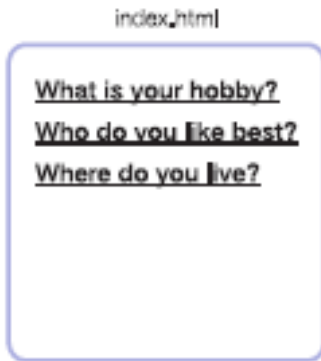 index.html
What is your hobby?
Who do you like best?
Where do you live?